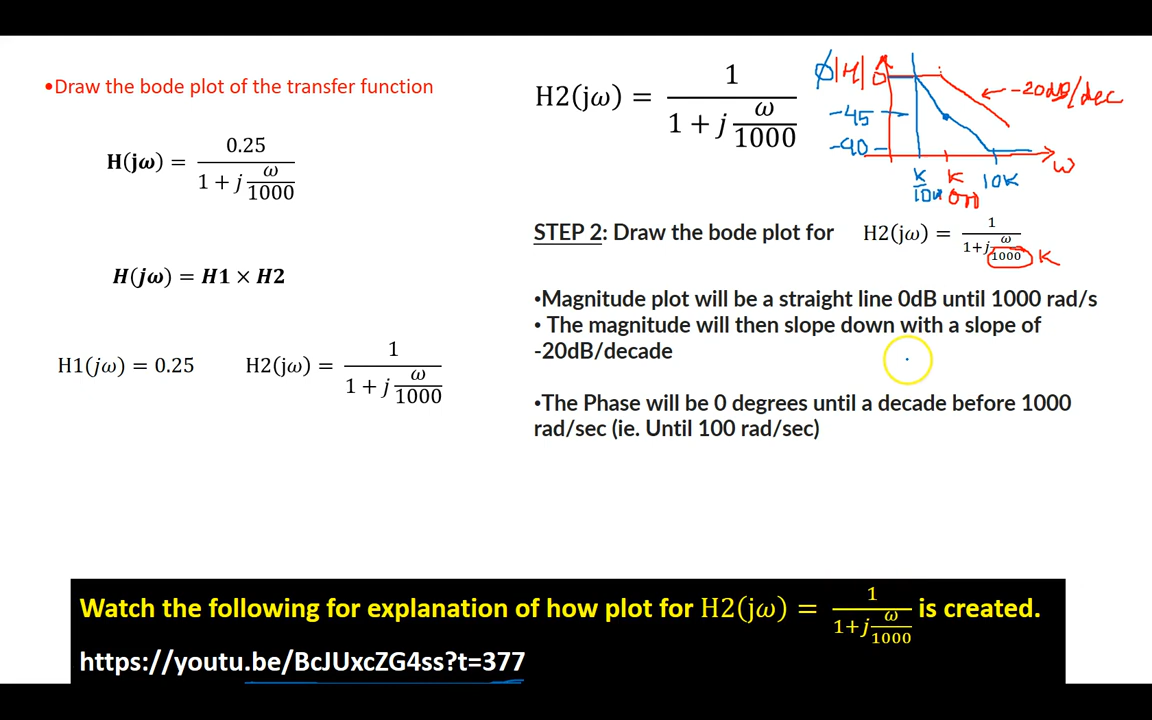 •Draw the bode plot of the transfer function
H(jω) = 0.25 / (1 + j ω/1000)
H(jω) = H1 × H2
H1(jω) = 0.25 H2(jω) = 1 / (1 + j ω/1000)
H2(jω) = 1 / (1 + j ω/1000)
ϕ|H| 0
-20dB/dec
-45
-90
ω
K/10 K 10K
STEP 2: Draw the bode plot for H2(jω) = 1 / (1+j ω/1000) K
•Magnitude plot will be a straight line 0dB until 1000 rad/s
• The magnitude will then slope down with a slope of
-20dB/decade
•The Phase will be 0 degrees until a decade before 1000
rad/sec (ie. Until 100 rad/sec)
Watch the following for explanation of how plot for H2(jω) = 1 / (1+j ω/1000) is created.
https://youtu.be/BcJUxcZG4ss?t=377